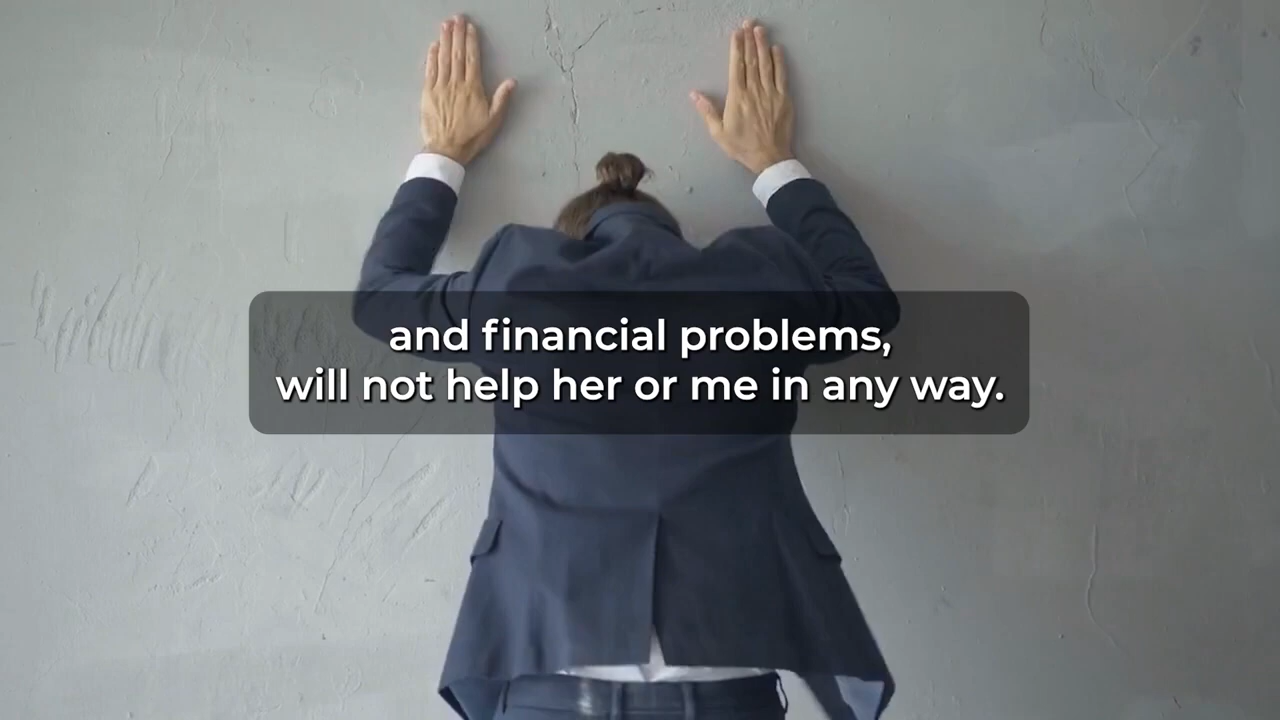 and financial problems,
will not help her or me in any way.